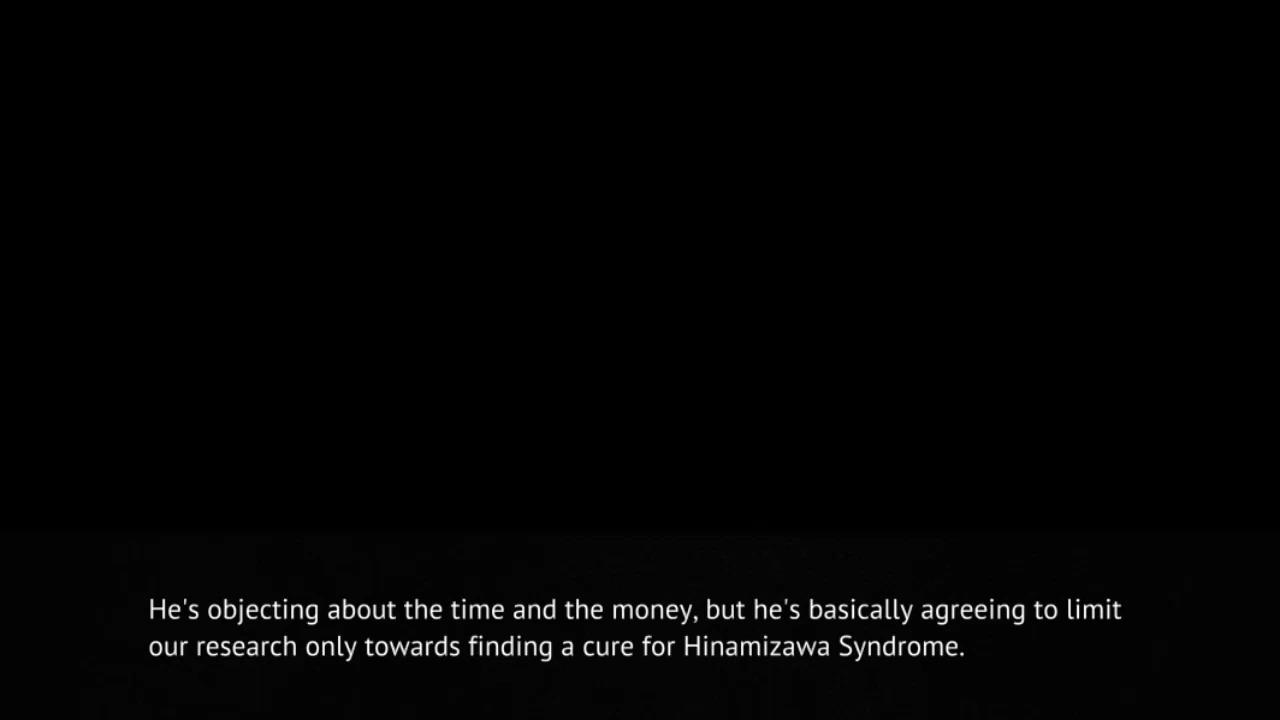 He's objecting about the time and the money, but he's basically agreeing to limit
our research only towards finding a cure for Hinamizawa Syndrome.